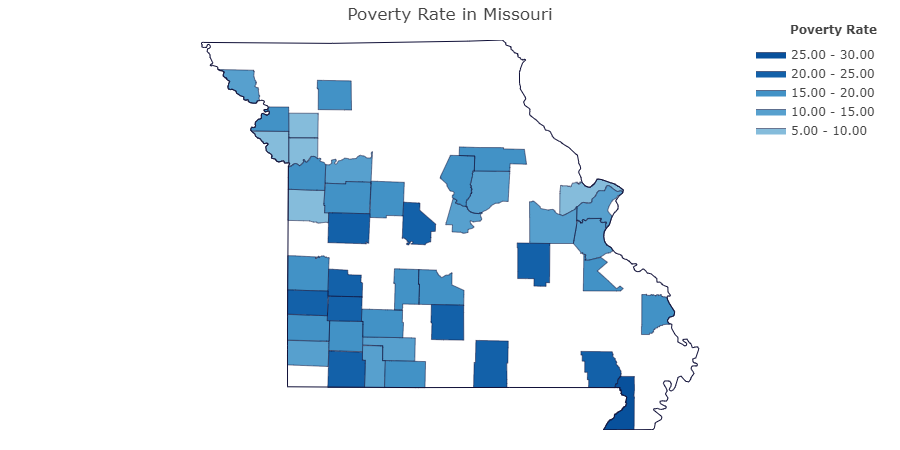 Poverty Rate in Missouri
Poverty Rate
25.00 - 30.00
20.00 - 25.00
15.00 - 20.00
10.00 - 15.00
5.00 - 10.00